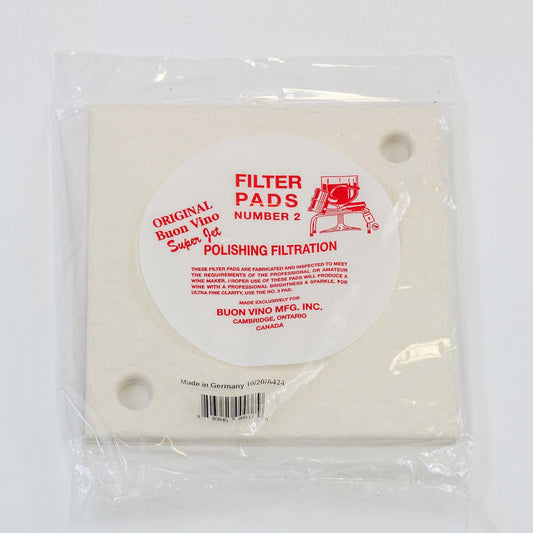 ORIGINAL
Buon Vino
Super Jet
FILTER
PADS
NUMBER 2
POLISHING FILTRATION
THESE FILTER PADS ARE FABRICATED AND INSPECTED TO MEET
THE REQUIREMENTS OF THE PROFESSIONAL OR AMATEUR
WINE MAKER. PROPER USE OF THESE PADS WILL PRODUCE A
WINE WITH A PROFESSIONAL BRIGHTNESS & SPARKLE. FOR
ULTRA FINE CLARITY, USE THE NO. 3 PAD.
MADE EXCLUSIVELY FOR
BUON VINO MFG. INC.
CAMBRIDGE, ONTARIO
CANADA
Made in Germany 10/20/A424